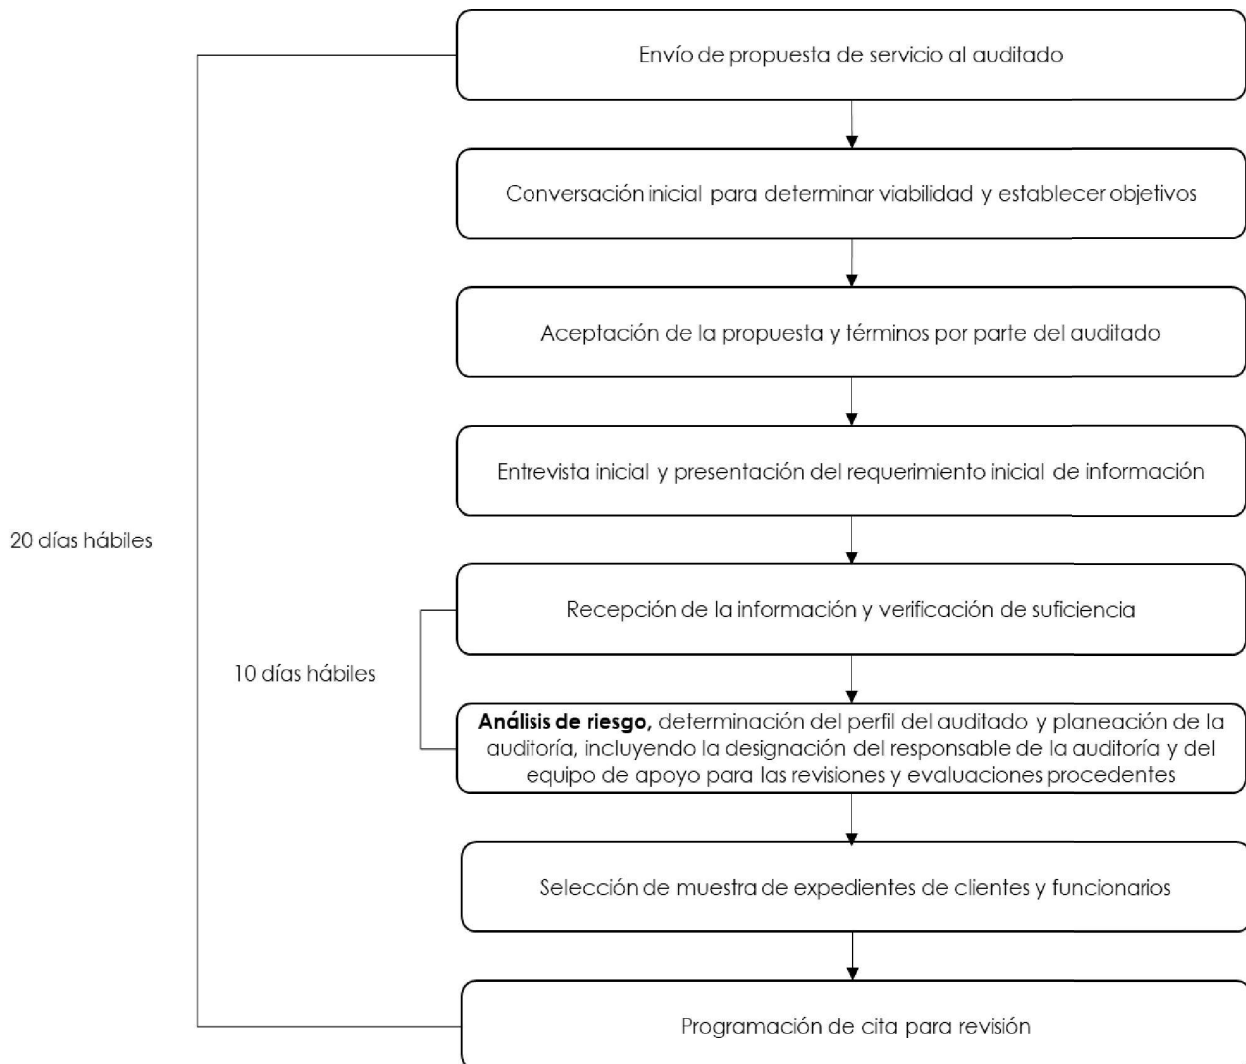 Envío de propuesta de servicio al auditado
Conversación inicial para determinar viabilidad y establecer objetivos
Aceptación de la propuesta y términos por parte del auditado
Entrevista inicial y presentación del requerimiento inicial de información
20 días hábiles
Recepción de la información y verificación de suficiencia
10 días hábiles
Análisis de riesgo, determinación del perfil del auditado y planeación de la
auditoría, incluyendo la designación del responsable de la auditoría y del
equipo de apoyo para las revisiones y evaluaciones procedentes
Selección de muestra de expedientes de clientes y funcionarios
Programación de cita para revisión